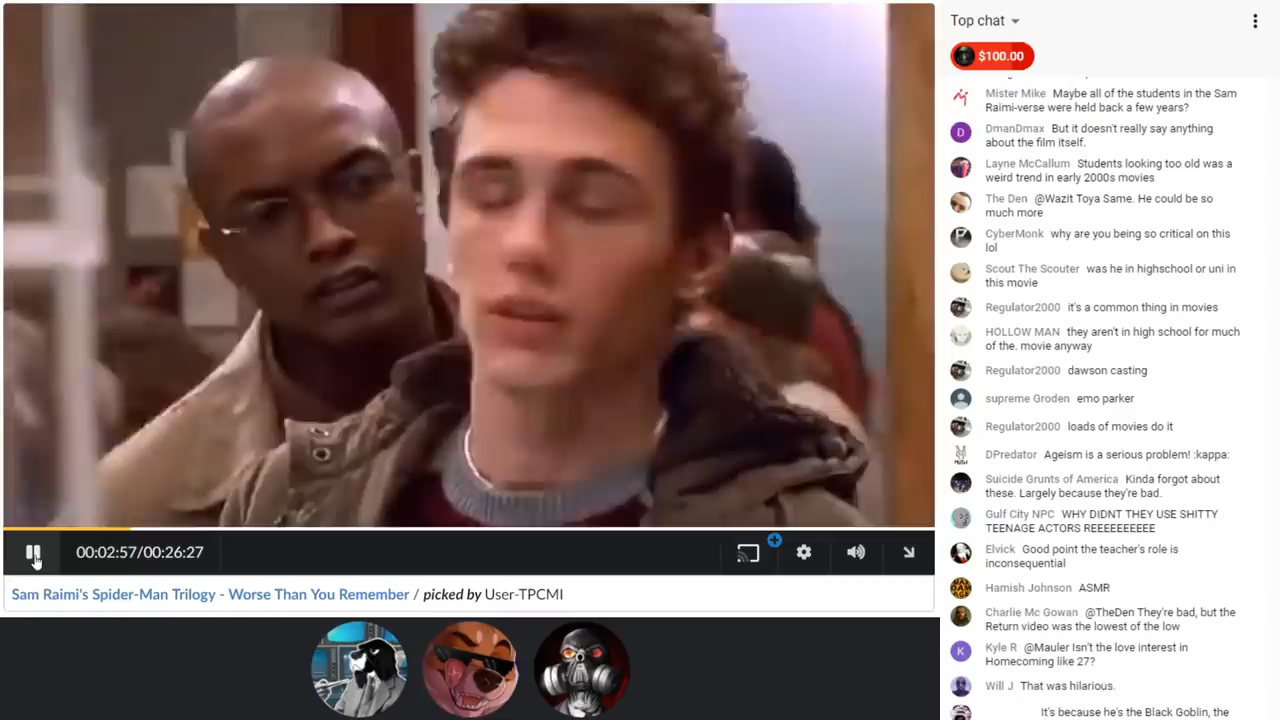 Top chat
$100.00
Mister Mike Maybe all of the students in the Sam
Raimi-verse were held back a few years?
DmanDmax But it doesn't really say anything
about the film itself.
Layne McCallum Students looking too old was a
weird trend in early 2000s movies
The Den @Wazit Toya Same. He could be so
much more
CyberMonk why are you being so critical on this
lol
Scout The Scouter was he in highschool or uni in
this movie
Regulator2000 it's a common thing in movies
HOLLOW MAN they aren't in high school for much
of the. movie anyway
Regulator2000 dawson casting
supreme Groden emo parker
Regulator2000 loads of movies do it
DPredator Ageism is a serious problem! :kappa:
Suicide Grunts of America Kinda forgot about
these. Largely because they're bad.
Gulf City NPC WHY DIDNT THEY USE SHITTY
TEENAGE ACTORS REEEEEEEEEE
Elvick Good point the teacher's role is
inconsequential
Hamish Johnson ASMR
Charlie Mc Gowan @TheDen They're bad, but the
Return video was the lowest of the low
K
Kyle R @Mauler Isn't the love interest in
Homecoming like 27?
Will J That was hilarious.
It's because he's the Black Goblin, the
00:02:57/00:26:27
Sam Raimi's Spider-Man Trilogy - Worse Than You Remember / picked by User-TPCMI